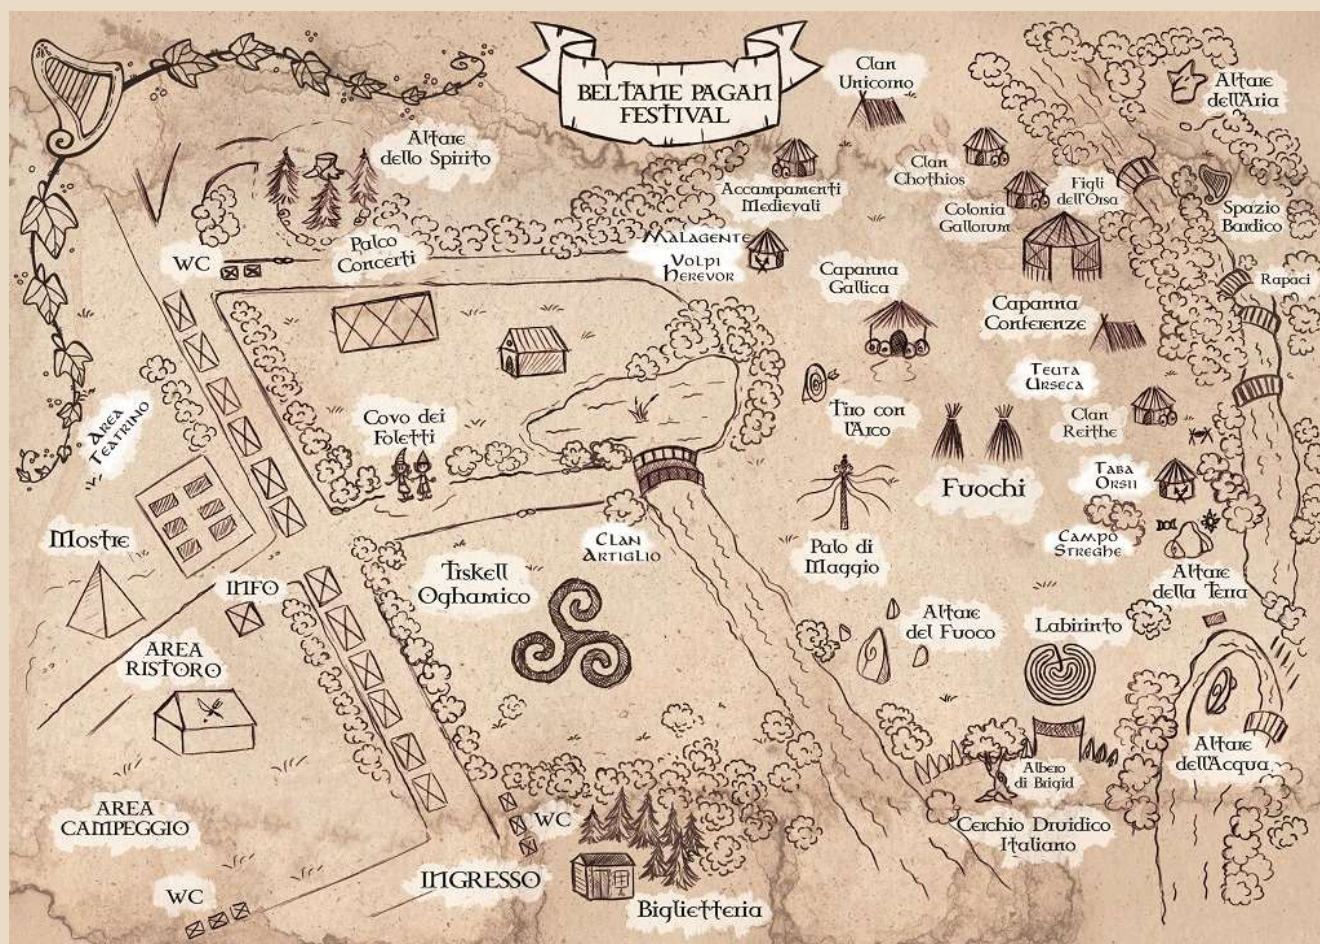 BELTANE PAGAN
FESTIVAL
Clan
Unicorno
Altare
dell'Aria
Altare
dello Spirito
Accampamenti
Medievali
Clan
Chothios
Figli
dell'Orsa
Colonia
Gallorum
Spazio
Bardico
WC
Palco
Concerti
MALAGENTE
VOLPI
HEREVOR
Capanna
Gallica
Rapaci
Capanna
Conferenze
TEUTA
URSECA
AREA
TEATRINO
Covo dei
Foletti
Tiro con
l'Arco
Clan
Reithe
Fuochi
TABA
ORSII
Mostre
CLAN
ARTIGLIO
Palo di
Maggio
CAMPO
STREGHE
Altare
della Terra
INFO
Triskell
Oghamico
Altare
del Fuoco
Labirinto
AREA
RISTORO
Altare
dell'Acqua
Albero
di Brigid
AREA
CAMPEGGIO
WC
Cerchio Druidico
Italiano
WC
INGRESSO
Biglietteria